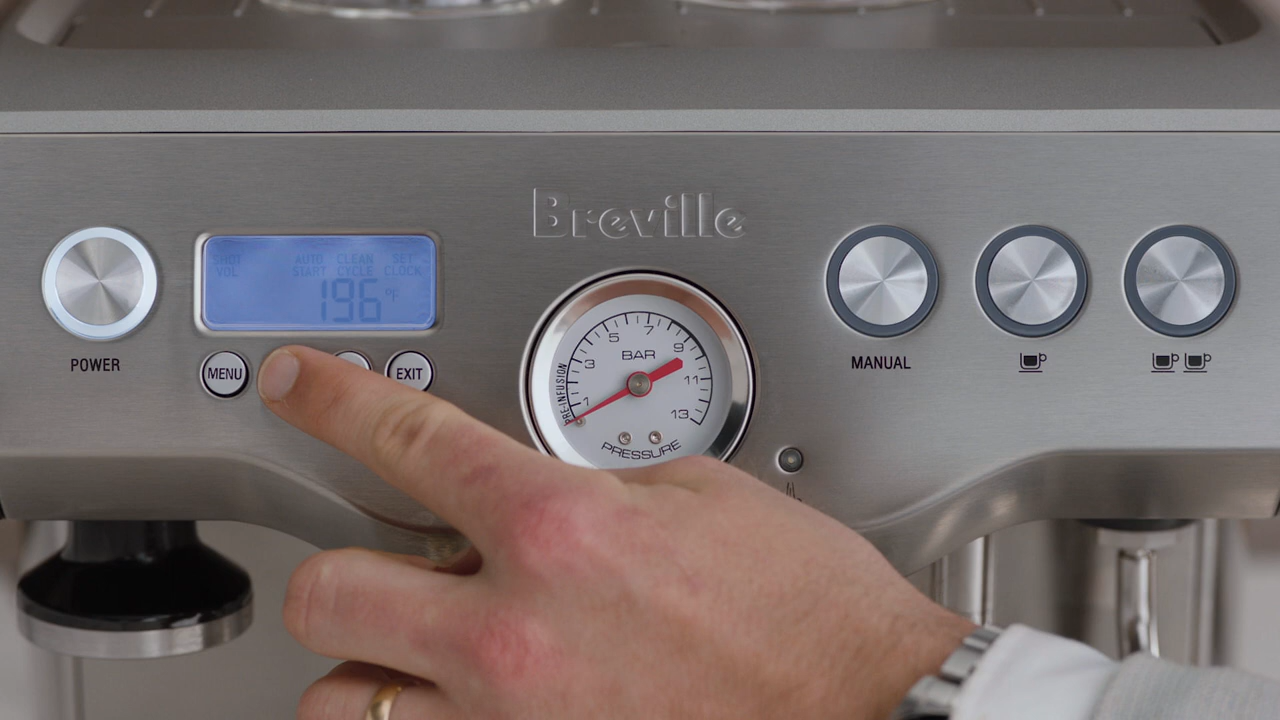 Breville
SHOT VOL
AUTO START
CLEAN CYCLE
SET CLOCK
196 °F
POWER
MENU
EXIT
BAR
1
3
5
7
9
11
13
PRE-INFUSION
PRESSURE
MANUAL